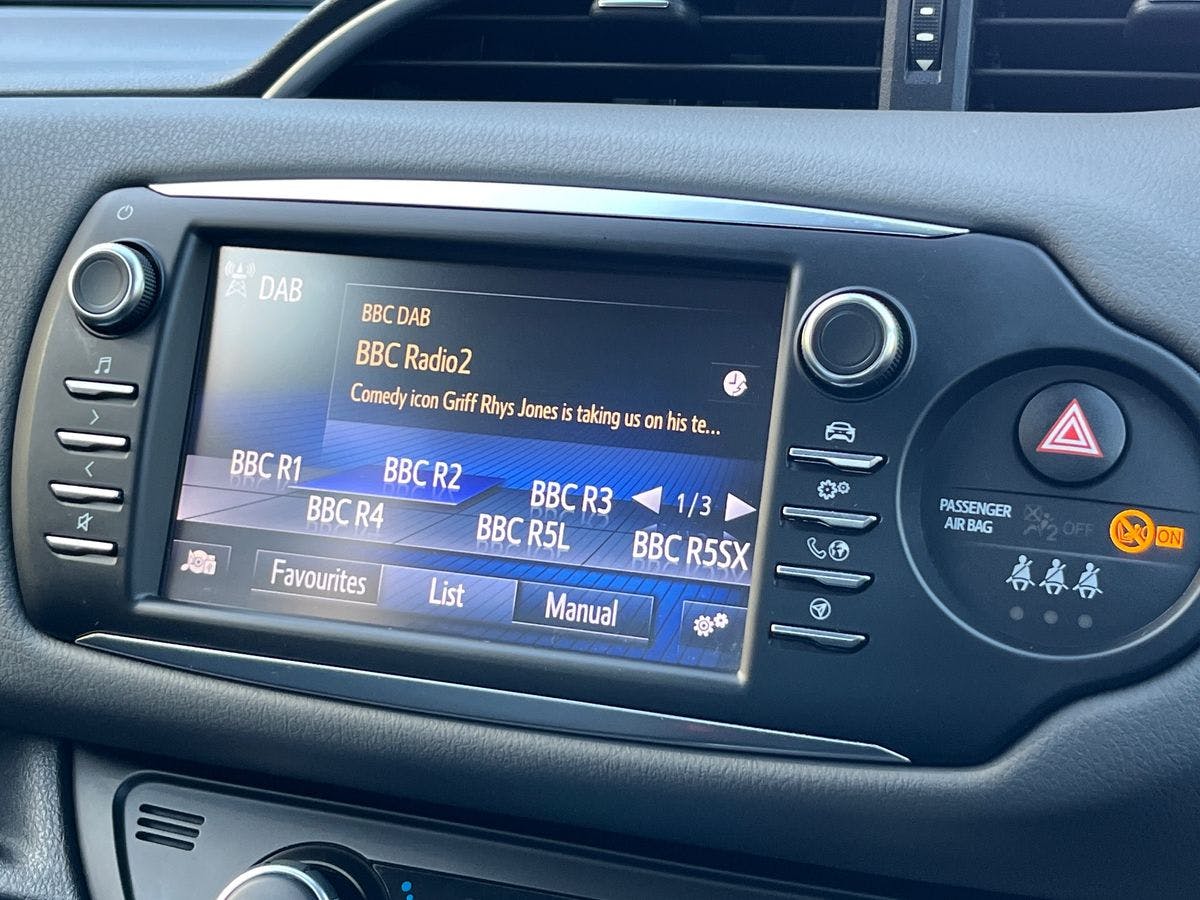 DAB
BBC DAB
BBC Radio2
Comedy icon Griff Rhys Jones is taking us on his te...
BBC R1
BBC R2
BBC R3
1/3
BBC R4
BBC R5L
BBC R5SX
Favourites
List
Manual
PASSENGER
AIR BAG
2 OFF
ON